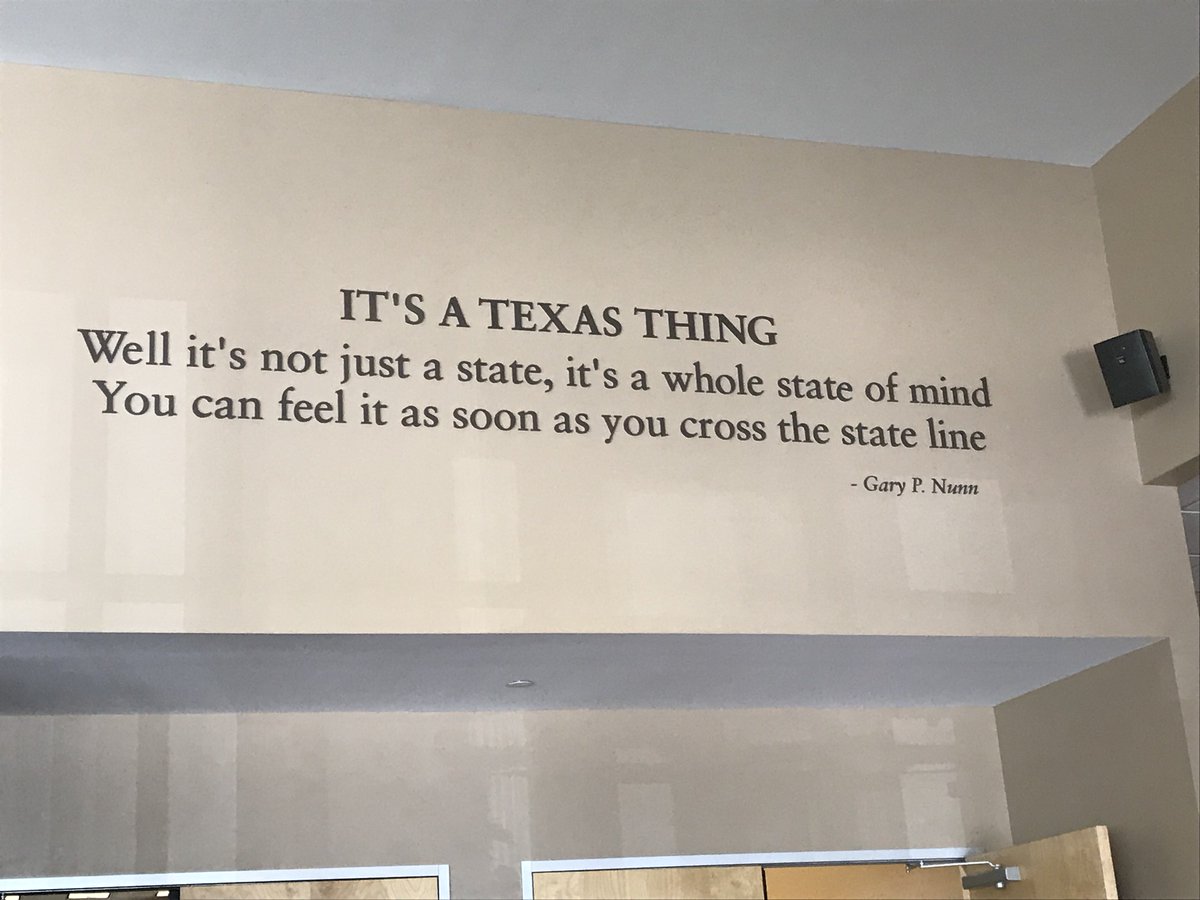 IT'S A TEXAS THING
Well it's not just a state, it's a whole state of mind
You can feel it as soon as you cross the state line
- Gary P. Nunn